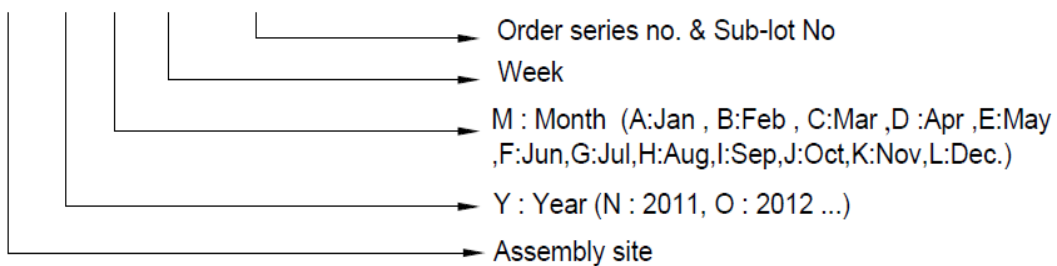 Order series no. & Sub-lot No
Week
M : Month (A:Jan , B:Feb , C:Mar ,D :Apr ,E:May
,F:Jun,G:Jul,H:Aug,I:Sep,J:Oct,K:Nov,L:Dec.)
Y : Year (N : 2011, O : 2012 ...)
Assembly site